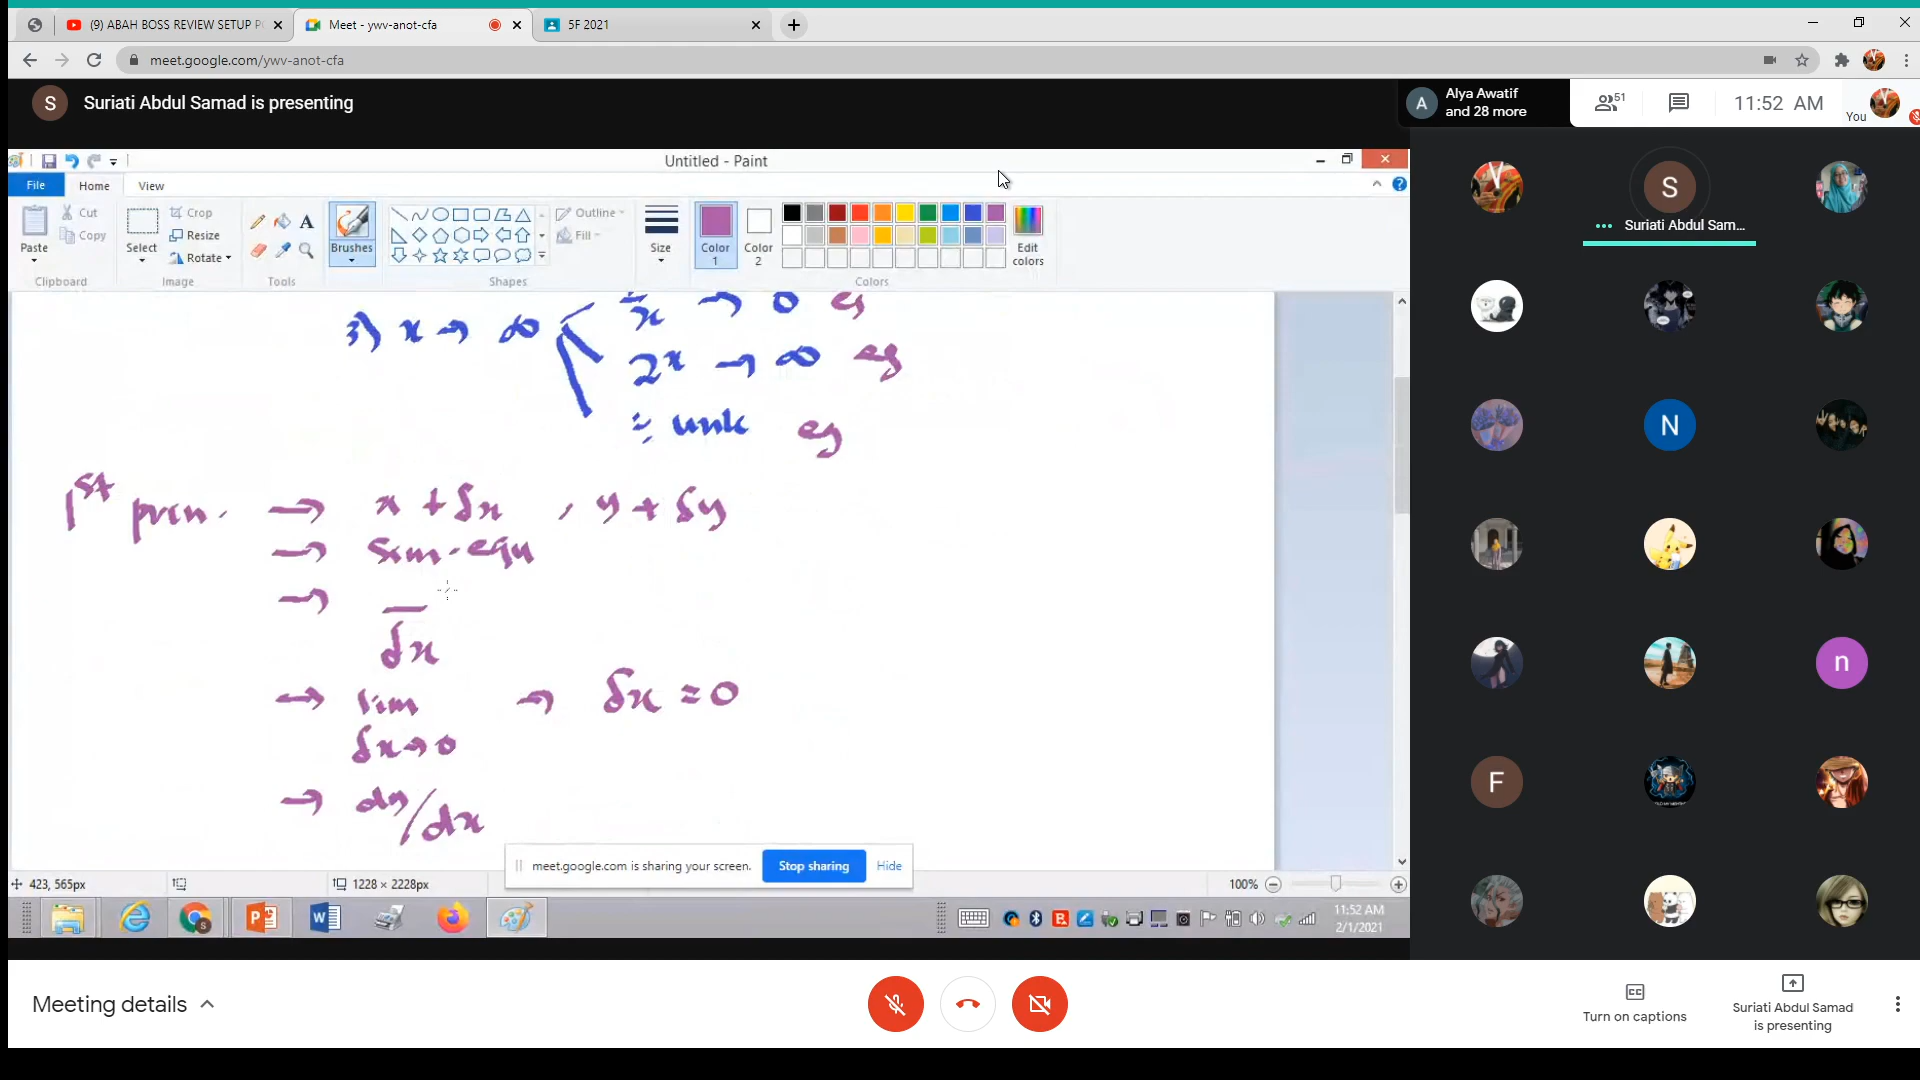 (9) ABAH BOSS REVIEW SETUP P
Meet - ywv-anot-cfa
5F 2021
meet.google.com/ywv-anot-cfa
S
Suriati Abdul Samad is presenting
A
Alya Awatif
and 28 more
51
11:52 AM
You
Untitled - Paint
File
Home
View
Paste
Cut
Copy
Clipboard
Select
Crop
Resize
Rotate
Image
A
Tools
Brushes
Outline
Fill
Shapes
Size
Color
1
Color
2
Edit
colors
Colors
3) x → ∞
x → 0 eg
2x → ∞ eg
= unk eg
1st prin. → x + δx , y + δy
→ sim. equ
→ —
δx
→ lim → δx = 0
δx → 0
→ dy/dx
meet.google.com is sharing your screen.
Stop sharing
Hide
423, 565px
1228 × 2228px
100%
11:52 AM
2/1/2021
S
Suriati Abdul Sam...
N
n
F
Meeting details
Turn on captions
Suriati Abdul Samad
is presenting